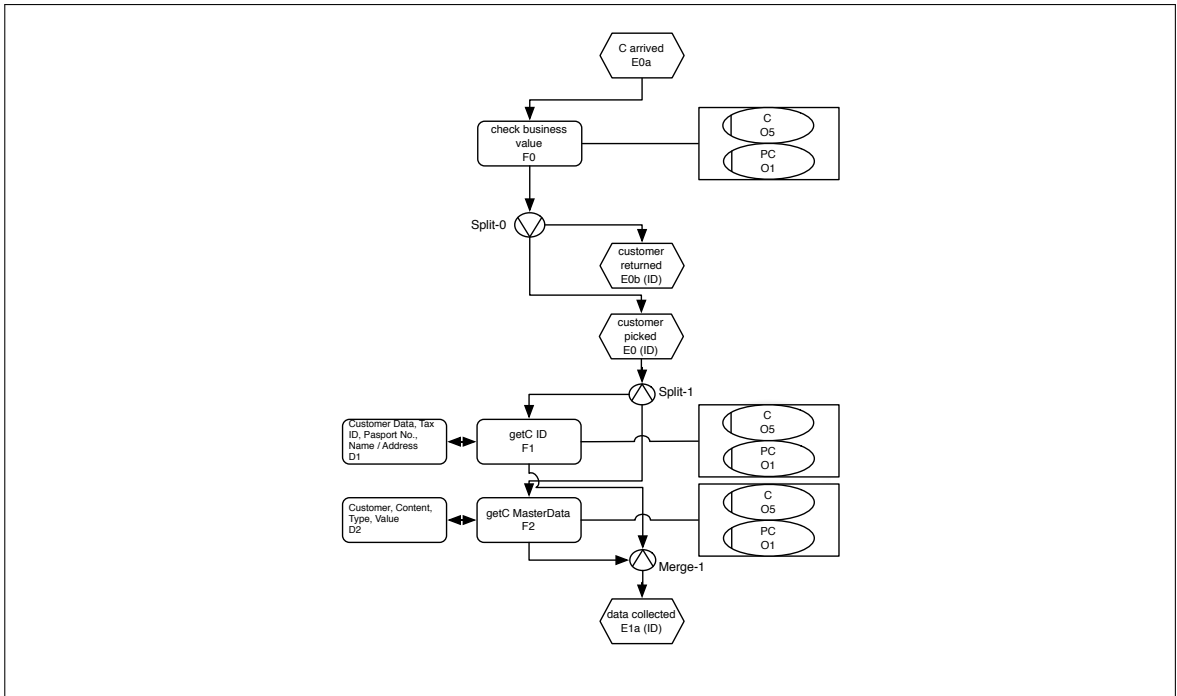 C arrived
E0a
check business
value
F0
C
O5
PC
O1
Split-0
customer
returned
E0b (ID)
customer
picked
E0 (ID)
Split-1
Customer Data, Tax
ID, Pasport No.,
Name / Address
D1
getC ID
F1
C
O5
PC
O1
Customer, Content,
Type, Value
D2
getC MasterData
F2
C
O5
PC
O1
Merge-1
data collected
E1a (ID)